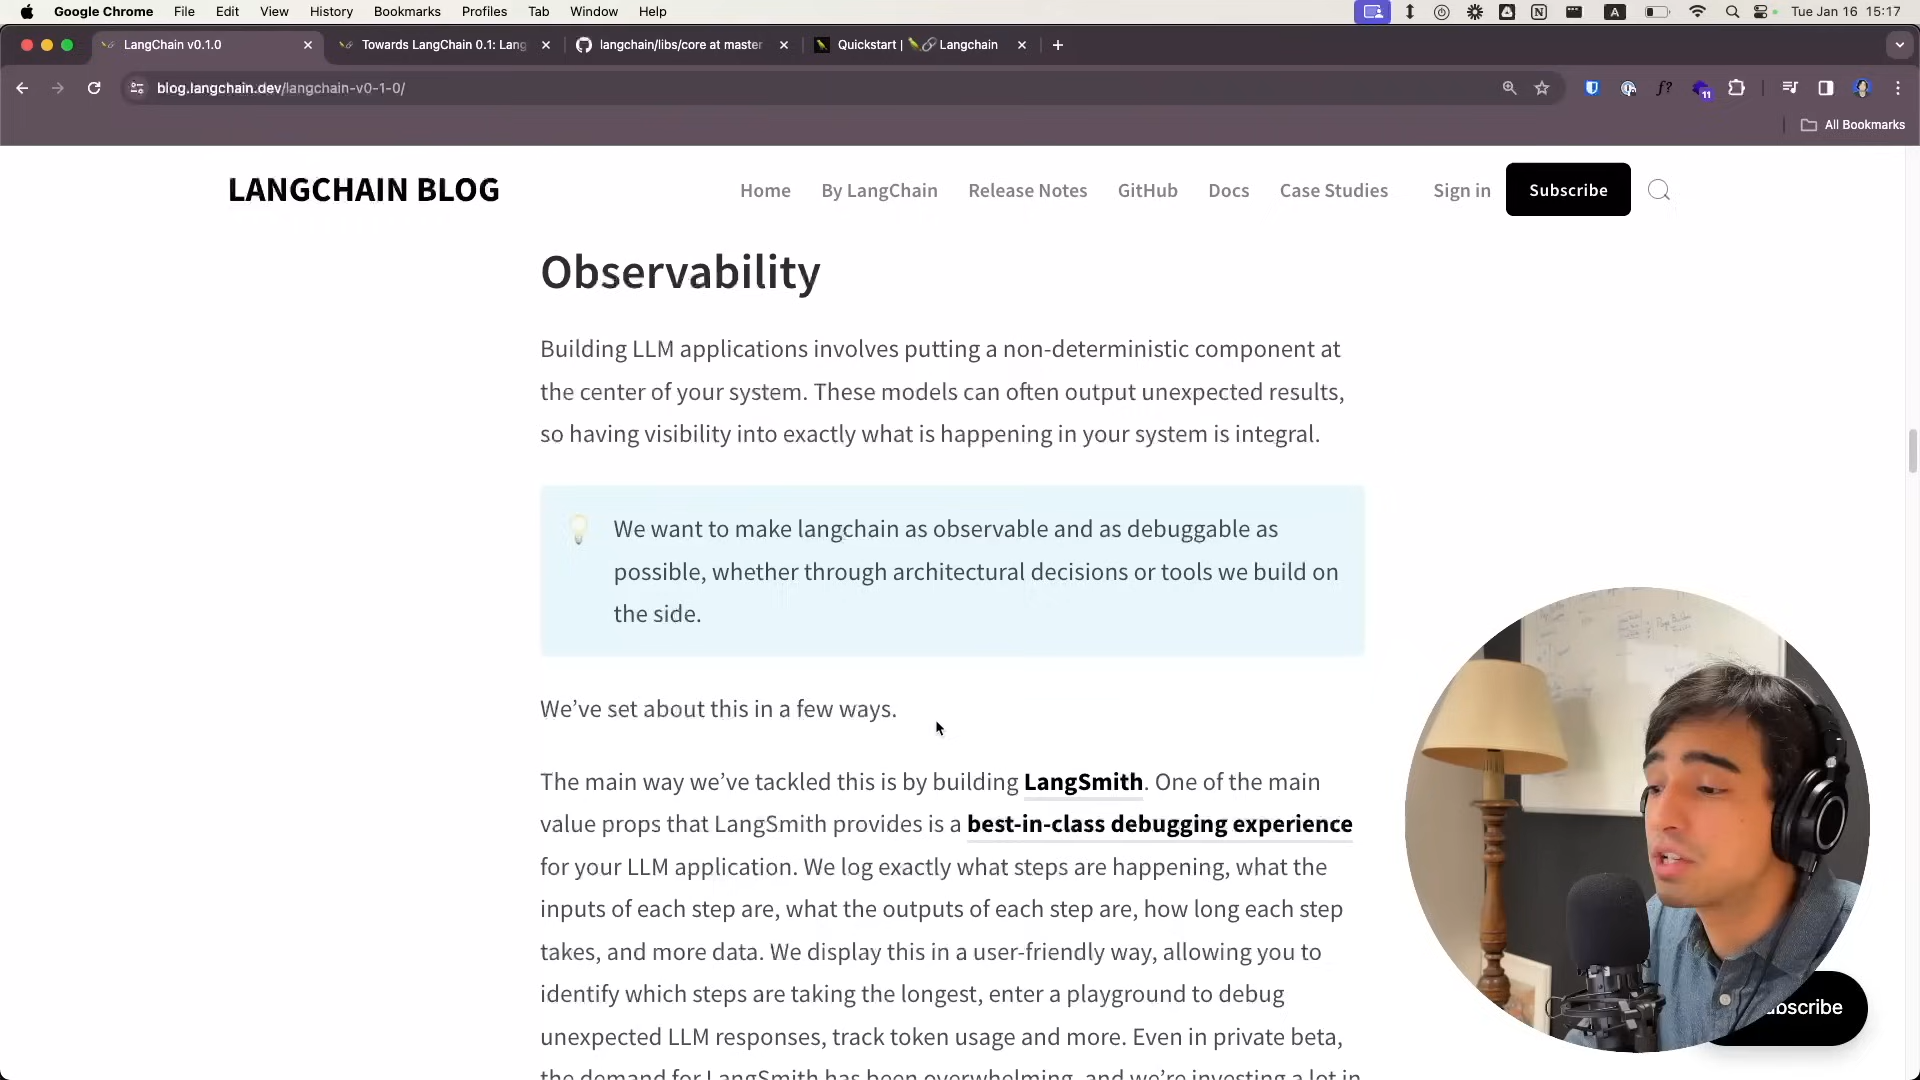 Google Chrome File Edit View History Bookmarks Profiles Tab Window Help A Tue Jan 16 15:17
LangChain v0.1.0 Towards LangChain 0.1: Lang langchain/libs/core at master Quickstart | 🦜🔗 Langchain
blog.langchain.dev/langchain-v0-1-0/ f? 11
All Bookmarks
LANGCHAIN BLOG Home By LangChain Release Notes GitHub Docs Case Studies Sign in Subscribe
Observability
Building LLM applications involves putting a non-deterministic component at
the center of your system. These models can often output unexpected results,
so having visibility into exactly what is happening in your system is integral.
💡 We want to make langchain as observable and as debuggable as
possible, whether through architectural decisions or tools we build on
the side.
We’ve set about this in a few ways.
The main way we’ve tackled this is by building LangSmith. One of the main
value props that LangSmith provides is a best-in-class debugging experience
for your LLM application. We log exactly what steps are happening, what the
inputs of each step are, what the outputs of each step are, how long each step
takes, and more data. We display this in a user-friendly way, allowing you to
identify which steps are taking the longest, enter a playground to debug
unexpected LLM responses, track token usage and more. Even in private beta,
the demand for LangSmith has been overwhelming, and we’re investing a lot in
bscribe